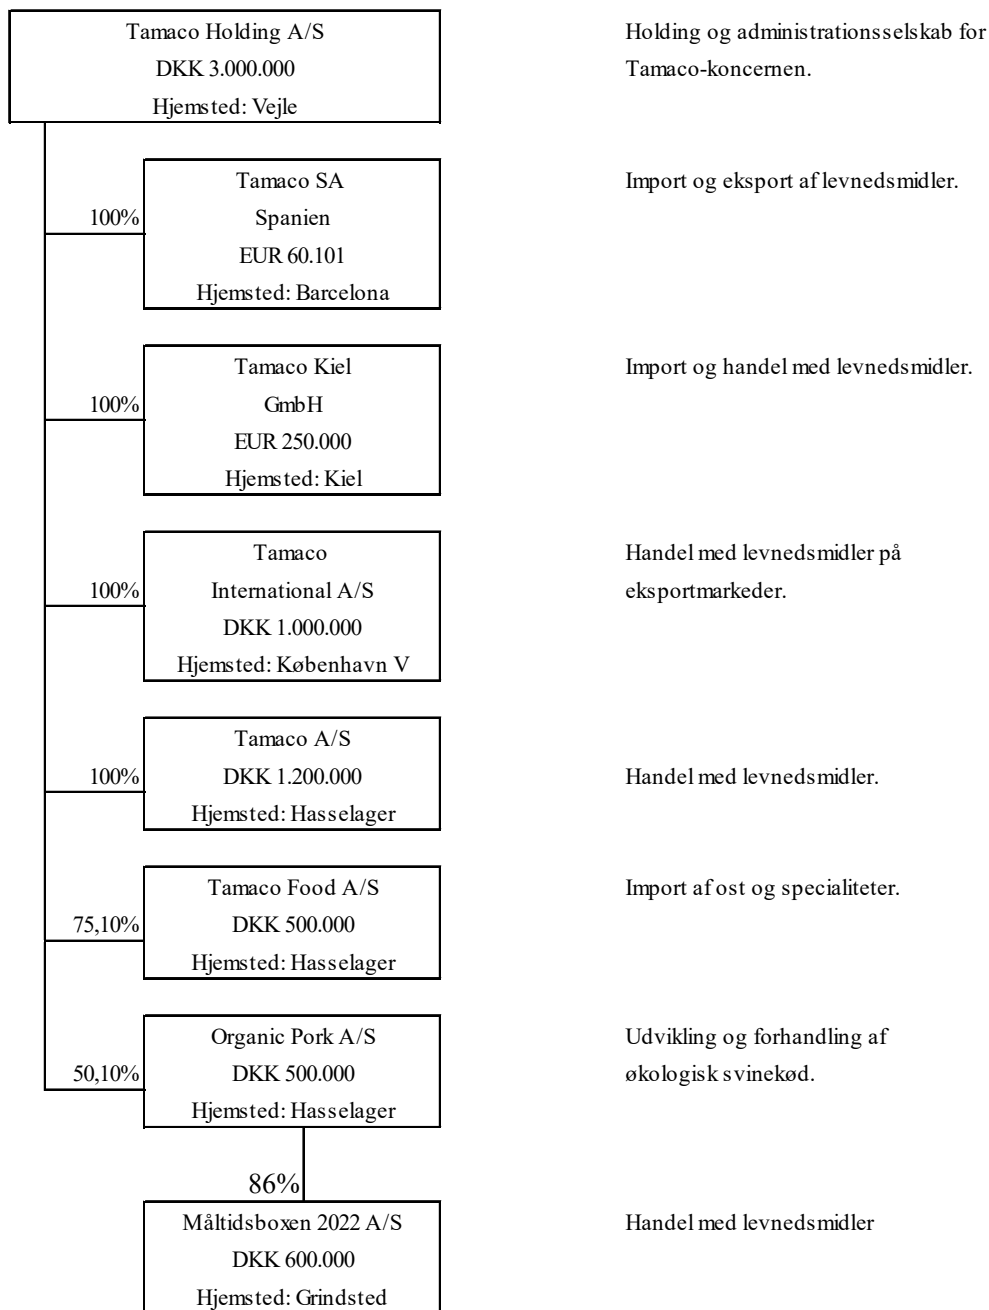 Tamaco Holding A/S
DKK 3.000.000
Hjemsted: Vejle
Holding og administrationsselskab for
Tamaco-koncernen.
100%
Tamaco SA
Spanien
EUR 60.101
Hjemsted: Barcelona
Import og eksport af levnedsmidler.
100%
Tamaco Kiel
GmbH
EUR 250.000
Hjemsted: Kiel
Import og handel med levnedsmidler.
100%
Tamaco
International A/S
DKK 1.000.000
Hjemsted: København V
Handel med levnedsmidler på
eksportmarkeder.
100%
Tamaco A/S
DKK 1.200.000
Hjemsted: Hasselager
Handel med levnedsmidler.
75,10%
Tamaco Food A/S
DKK 500.000
Hjemsted: Hasselager
Import af ost og specialiteter.
50,10%
Organic Pork A/S
DKK 500.000
Hjemsted: Hasselager
Udvikling og forhandling af
økologisk svinekød.
86%
Måltidsboxen 2022 A/S
DKK 600.000
Hjemsted: Grindsted
Handel med levnedsmidler